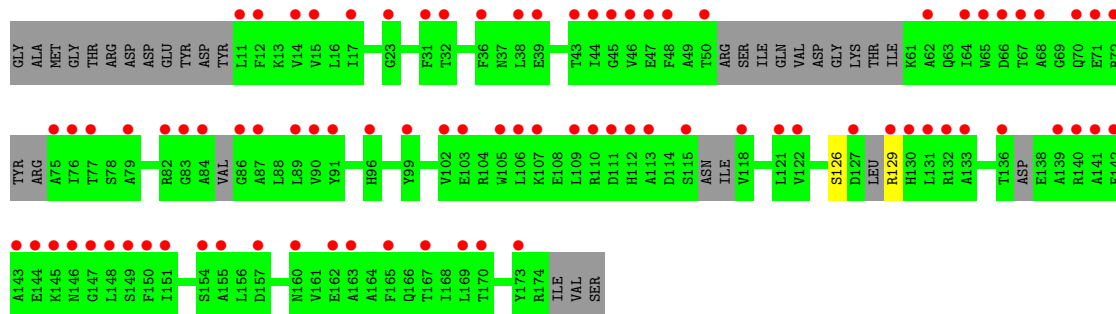 GLY ALA MET GLY THR ARG ASP ASP GLU TYR ASP TYR L11 F12 K13 V14 V15 L16 I17 G23 F31 T32 F36 N37 L38 E39 T43 I44 G45 V46 E47 F48 A49 T50 ARG SER ILE GLN VAL ASP GLY LYS THR ILE K61 A62 Q63 I64 W65 D66 T67 A68 G69 Q70 E71 R72
TYR ARG A75 I76 T77 S78 A79 R82 G83 A84 VAL G86 A87 L88 L89 V90 Y91 H96 Y99 V102 E103 R104 W105 L106 K107 E108 L109 R110 D111 H112 A113 D114 S115 ASN ILE V118 L121 V122 S126 D127 LEU R129 H130 L131 R132 A133 T136 ASP E138 A139 R140 A141 F142
A143 E144 K145 N146 G147 L148 S149 F150 I151 S154 A155 L156 D157 N160 V161 E162 A163 A164 F165 Q166 T167 I168 L169 T170 Y173 R174 ILE VAL SER